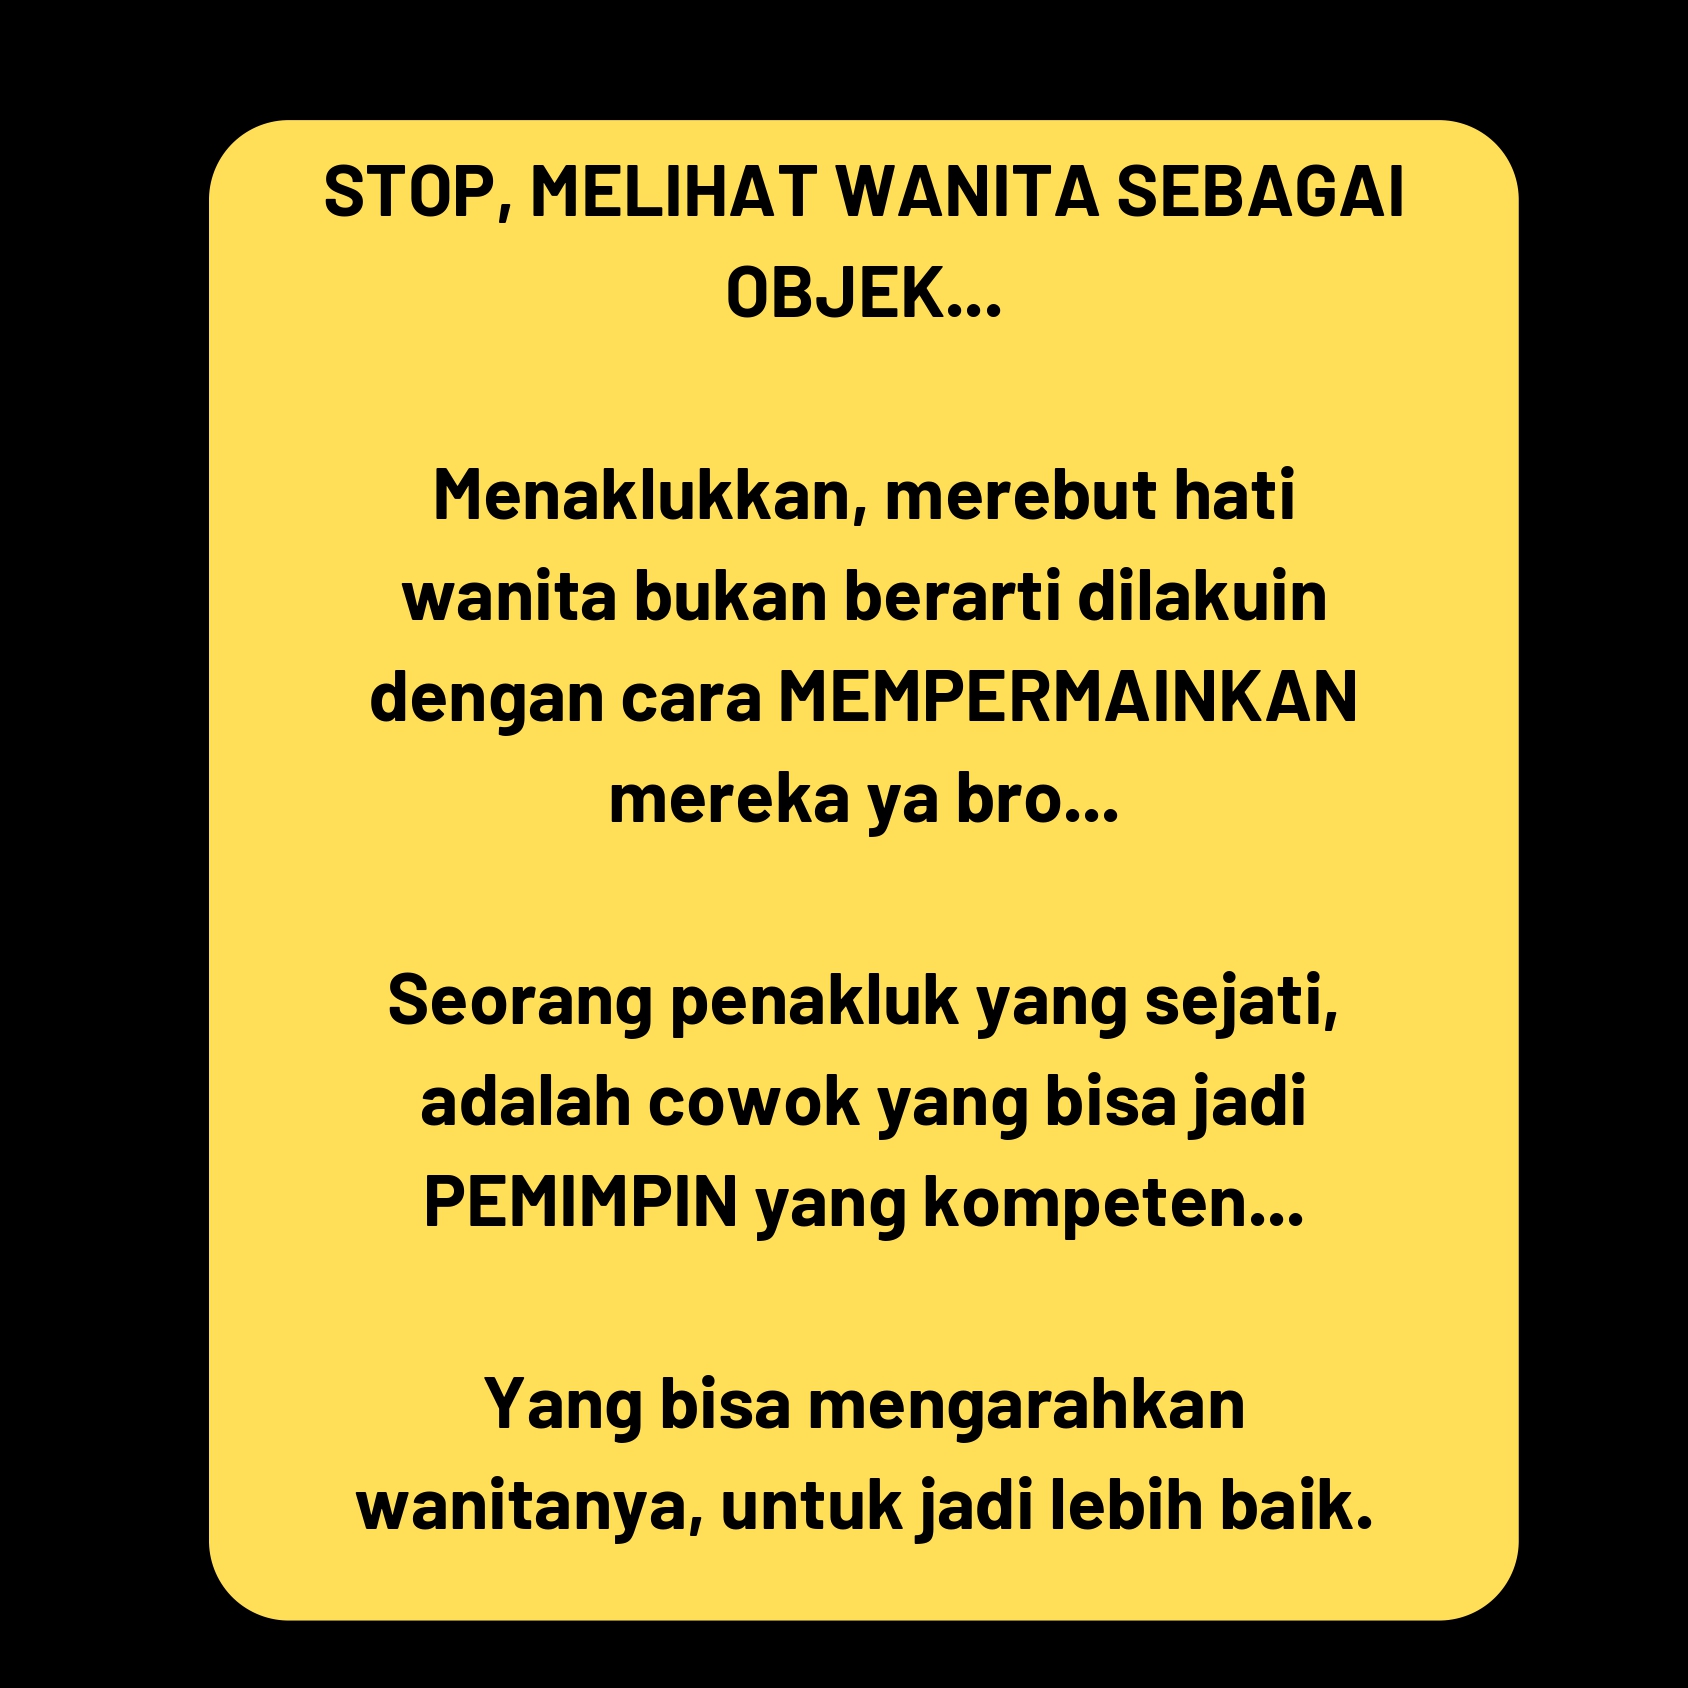 STOP, MELIHAT WANITA SEBAGAI
OBJEK...
Menaklukkan, merebut hati
wanita bukan berarti dilakuin
dengan cara MEMPERMAINKAN
mereka ya bro...
Seorang penakluk yang sejati,
adalah cowok yang bisa jadi
PEMIMPIN yang kompeten...
Yang bisa mengarahkan
wanitanya, untuk jadi lebih baik.